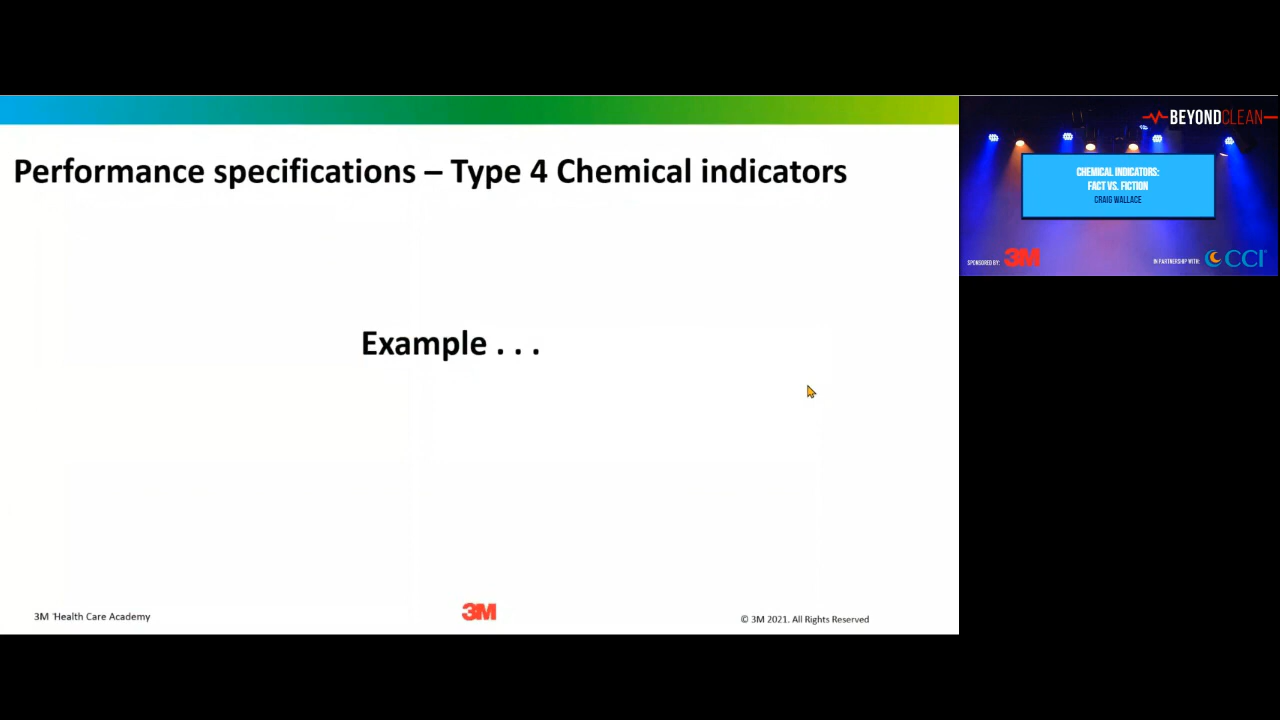 Performance specifications – Type 4 Chemical indicators
Example . . .
3M 'Health Care Academy
3M
© 3M 2021. All Rights Reserved
BEYONDCLEAN
CHEMICAL INDICATORS:
FACT VS. FICTION
CRAIG WALLACE
SPONSORED BY: 3M
IN PARTNERSHIP WITH: CCI